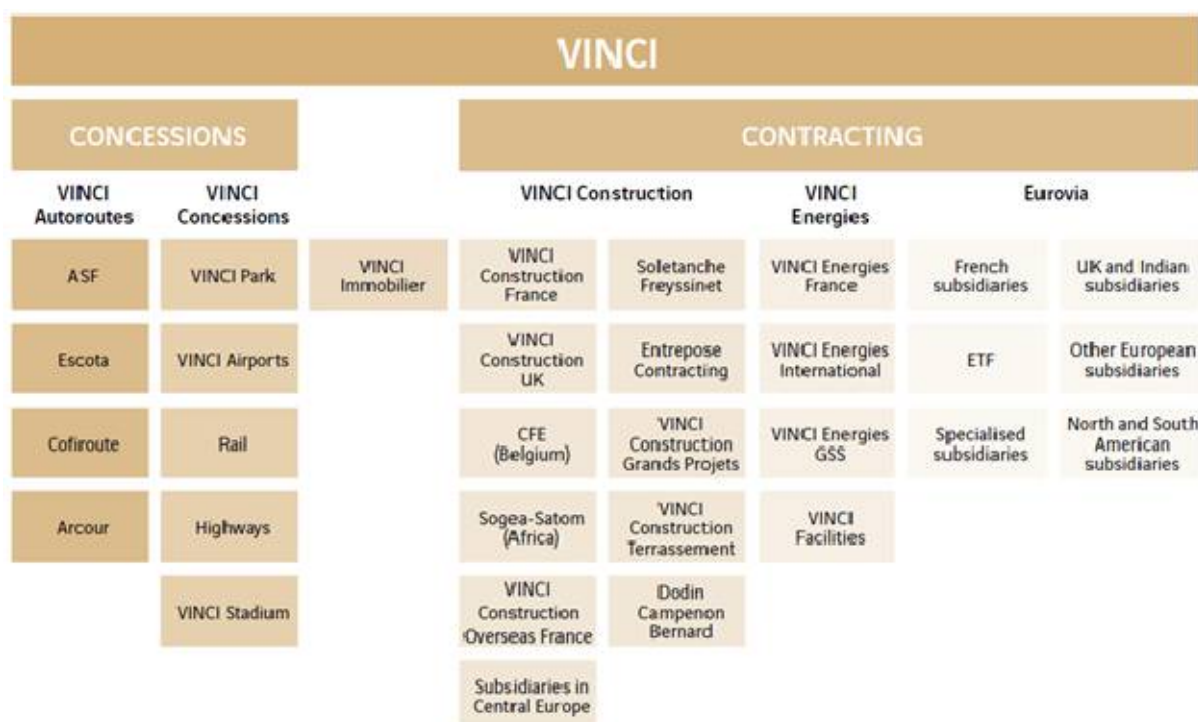 VINCI
CONCESSIONS
CONTRACTING
VINCI
Autoroutes
VINCI
Concessions
VINCI Construction
VINCI
Energies
Eurovia
ASF
VINCI Park
VINCI
Immobilier
VINCI
Construction
France
Soletanche
Freyssinet
VINCI Energies
France
French
subsidiaries
UK and Indian
subsidiaries
Escota
VINCI Airports
VINCI
Construction
UK
Entrepose
Contracting
VINCI Energies
International
ETF
Other European
subsidiaries
Cofiroute
Rail
CFE
(Belgium)
VINCI
Construction
Grands Projets
VINCI Energies
GSS
Specialised
subsidiaries
North and South
American
subsidiaries
Arcour
Highways
Sogea-Satom
(Africa)
VINCI
Construction
Terrassement
VINCI
Facilities
VINCI Stadium
VINCI
Construction
Overseas France
Dodin
Campenon
Bernard
Subsidiaries in
Central Europe